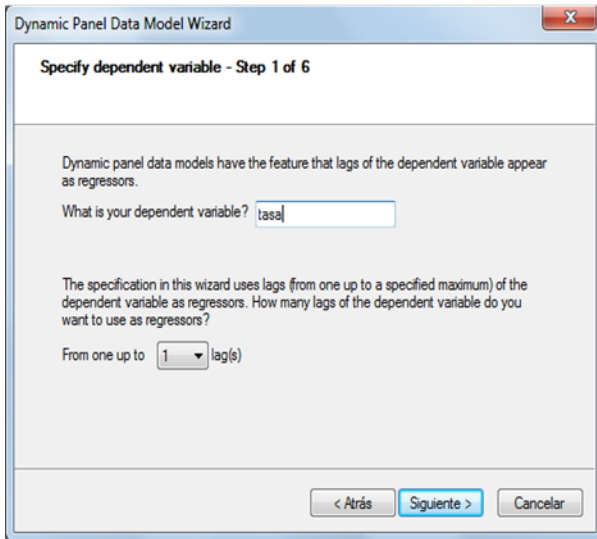 Dynamic Panel Data Model Wizard
Specify dependent variable - Step 1 of 6
Dynamic panel data models have the feature that lags of the dependent variable appear
as regressors.
What is your dependent variable? tasa
The specification in this wizard uses lags (from one up to a specified maximum) of the
dependent variable as regressors. How many lags of the dependent variable do you
want to use as regressors?
From one up to 1 lag(s)
< Atrás Siguiente > Cancelar